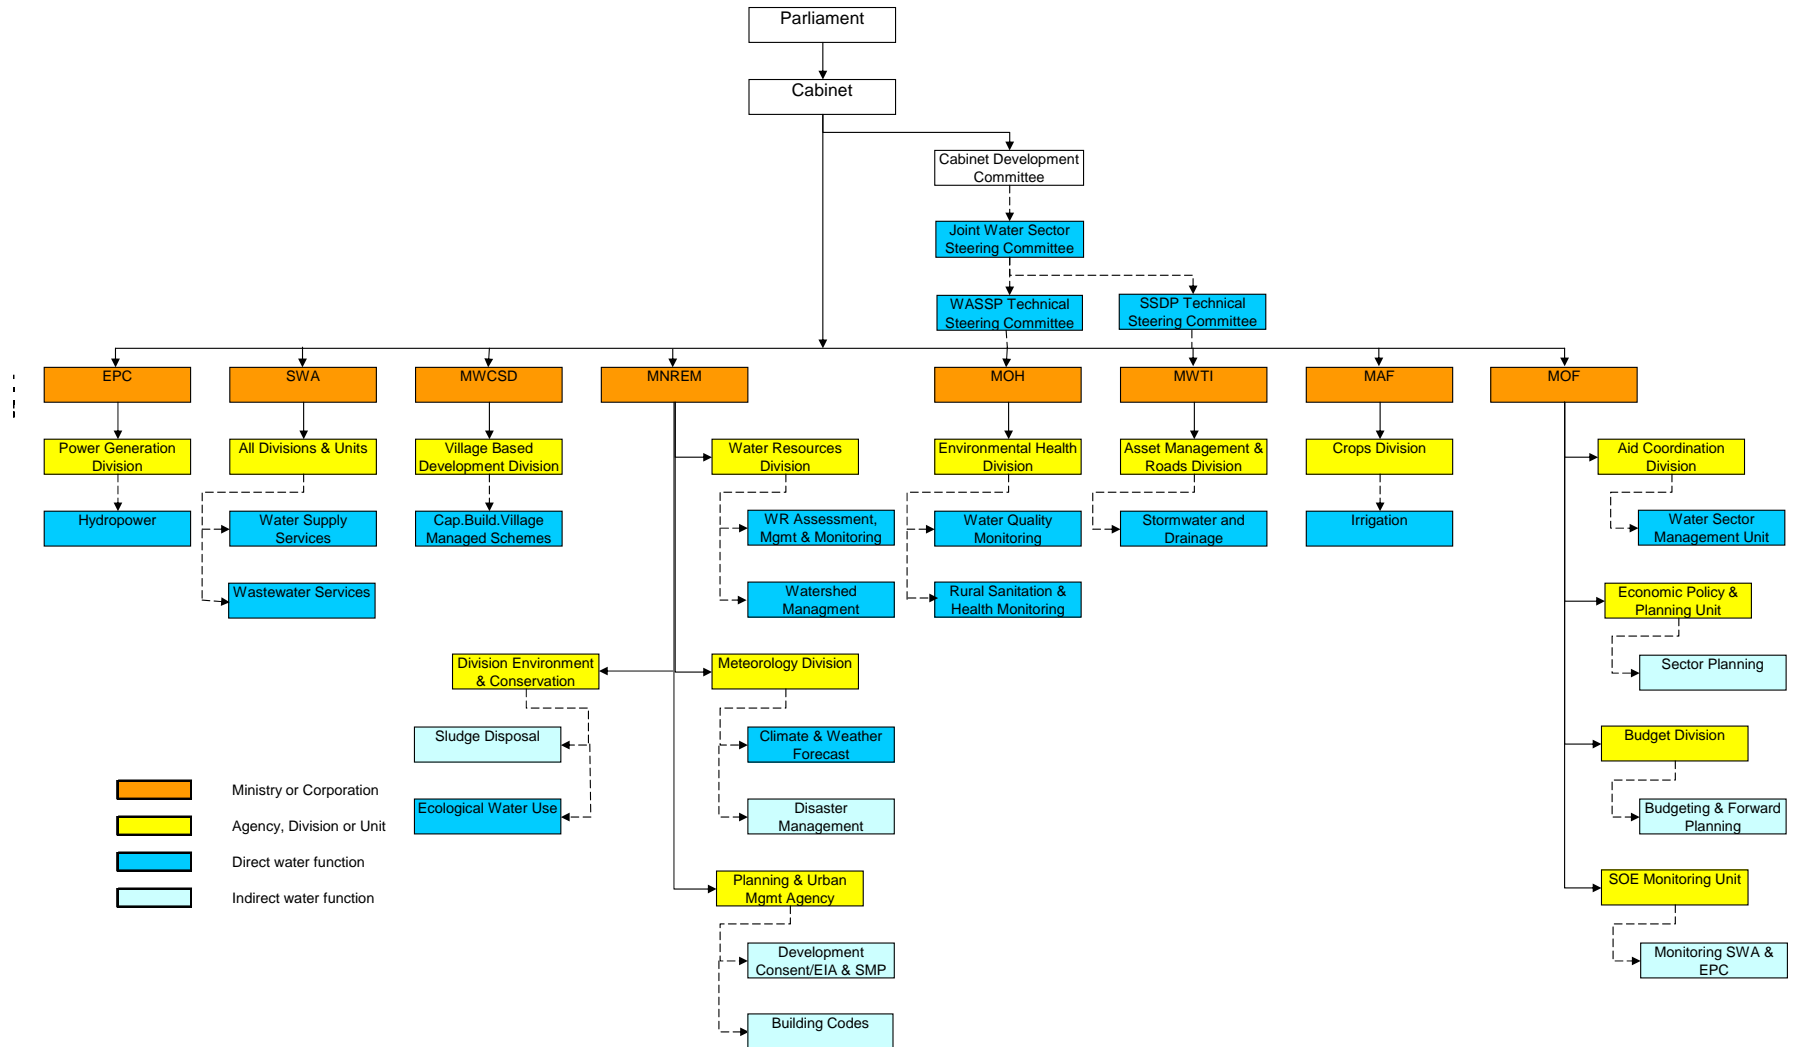 Parliament
Cabinet
Cabinet Development
Committee
Joint Water Sector
Steering Committee
WASSP Technical
Steering Committee
SSDP Technical
Steering Committee
EPC
SWA
MWCSD
MNREM
MOH
MWTI
MAF
MOF
Power Generation
Division
All Divisions & Units
Village Based
Development Division
Water Resources
Division
Environmental Health
Division
Asset Management &
Roads Division
Crops Division
Aid Coordination
Division
Hydropower
Water Supply
Services
Cap.Build.Village
Managed Schemes
WR Assessment,
Mgmt & Monitoring
Water Quality
Monitoring
Stormwater and
Drainage
Irrigation
Water Sector
Management Unit
Wastewater Services
Watershed
Managment
Rural Sanitation &
Health Monitoring
Economic Policy &
Planning Unit
Division Environment
& Conservation
Meteorology Division
Sector Planning
Sludge Disposal
Climate & Weather
Forecast
Budget Division
Ecological Water Use
Disaster
Management
Budgeting & Forward
Planning
Planning & Urban
Mgmt Agency
SOE Monitoring Unit
Development
Consent/EIA & SMP
Monitoring SWA &
EPC
Building Codes
Ministry or Corporation
Agency, Division or Unit
Direct water function
Indirect water function